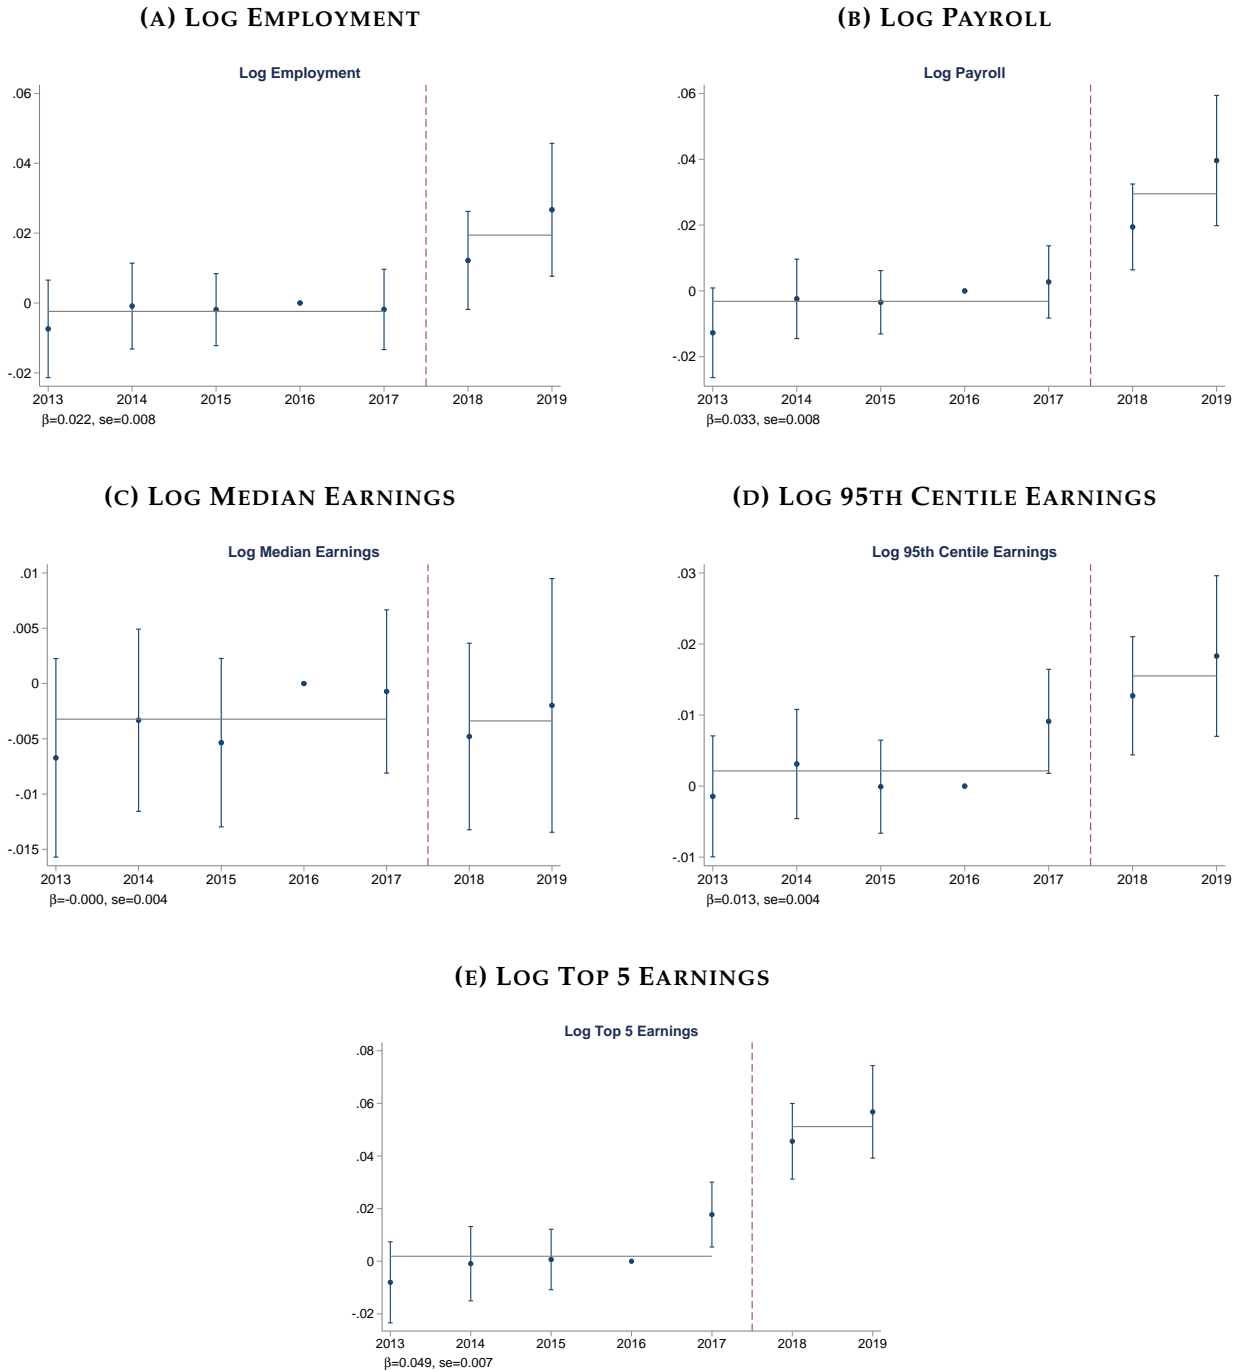 (A) LOG EMPLOYMENT
Log Employment
.06
.04
.02
0
-.02
2013 2014 2015 2016 2017 2018 2019
β=0.022, se=0.008
(B) LOG PAYROLL
Log Payroll
.06
.04
.02
0
-.02
2013 2014 2015 2016 2017 2018 2019
β=0.033, se=0.008
(C) LOG MEDIAN EARNINGS
Log Median Earnings
.01
.005
0
-.005
-.01
-.015
2013 2014 2015 2016 2017 2018 2019
β=-0.000, se=0.004
(D) LOG 95TH CENTILE EARNINGS
Log 95th Centile Earnings
.03
.02
.01
0
-.01
2013 2014 2015 2016 2017 2018 2019
β=0.013, se=0.004
(E) LOG TOP 5 EARNINGS
Log Top 5 Earnings
.08
.06
.04
.02
0
-.02
2013 2014 2015 2016 2017 2018 2019
β=0.049, se=0.007